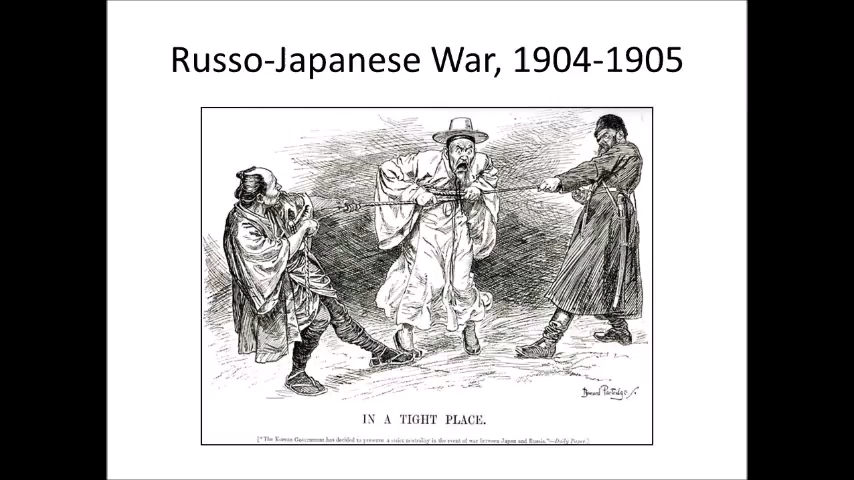 Russo-Japanese War, 1904-1905
Bernard Partridge
IN A TIGHT PLACE.
["The Korean Government has decided to preserve a strict neutrality in the event of war between Japan and Russia."—Daily Paper.]